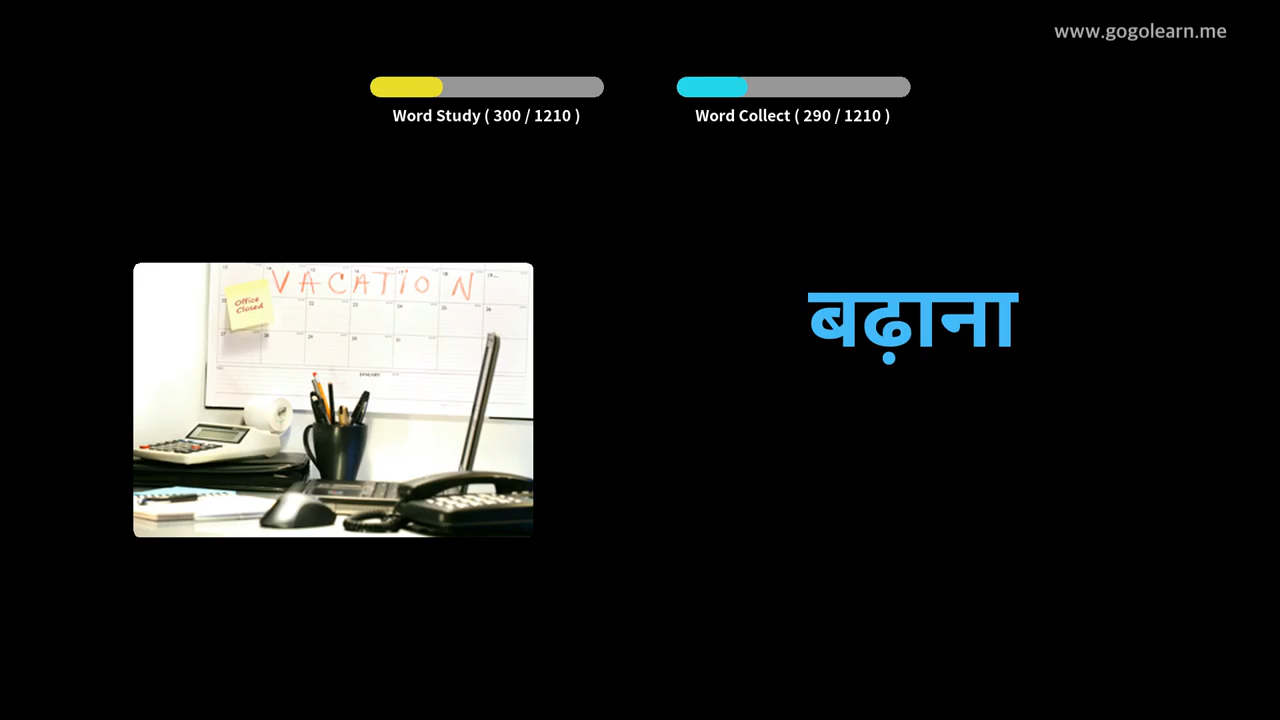 www.gogolearn.me
Word Study ( 300 / 1210 )
Word Collect ( 290 / 1210 )
VACATION
Office
Closed
बढ़ाना